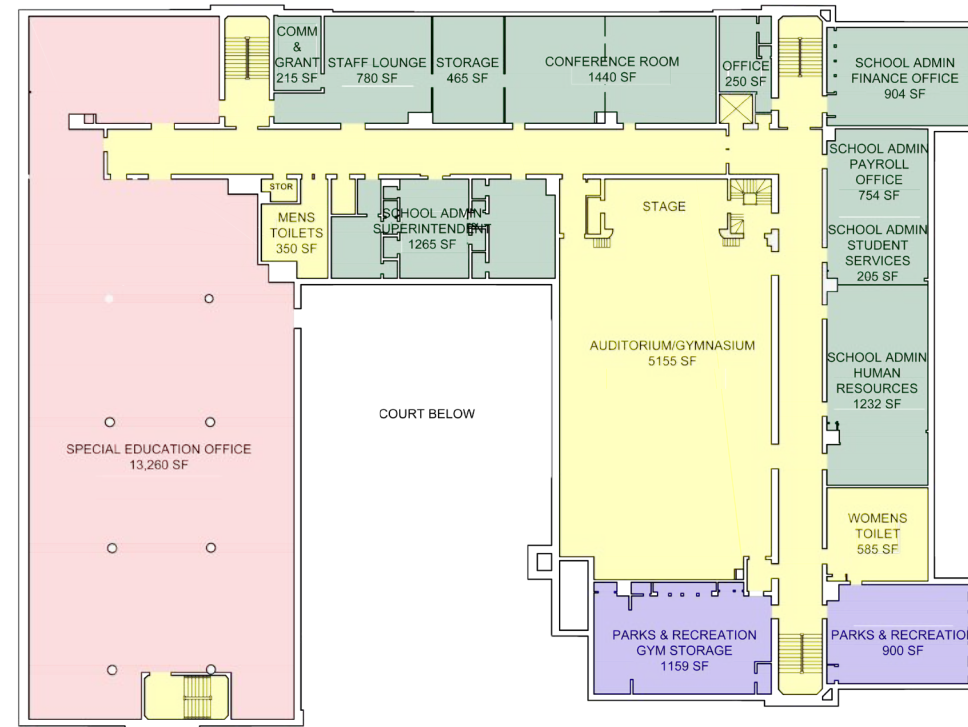 COMM
&
GRANT
215 SF
STAFF LOUNGE
780 SF
STORAGE
465 SF
CONFERENCE ROOM
1440 SF
OFFICE
250 SF
SCHOOL ADMIN
FINANCE OFFICE
904 SF
SCHOOL ADMIN
PAYROLL
OFFICE
754 SF
SCHOOL ADMIN
STUDENT
SERVICES
205 SF
STOR
MENS
TOILETS
350 SF
SCHOOL ADMIN
SUPERINTENDENT
1265 SF
STAGE
AUDITORIUM/GYMNASIUM
5155 SF
SCHOOL ADMIN
HUMAN
RESOURCES
1232 SF
COURT BELOW
SPECIAL EDUCATION OFFICE
13,260 SF
WOMENS
TOILET
585 SF
PARKS & RECREATION
GYM STORAGE
1159 SF
PARKS & RECREATION
900 SF